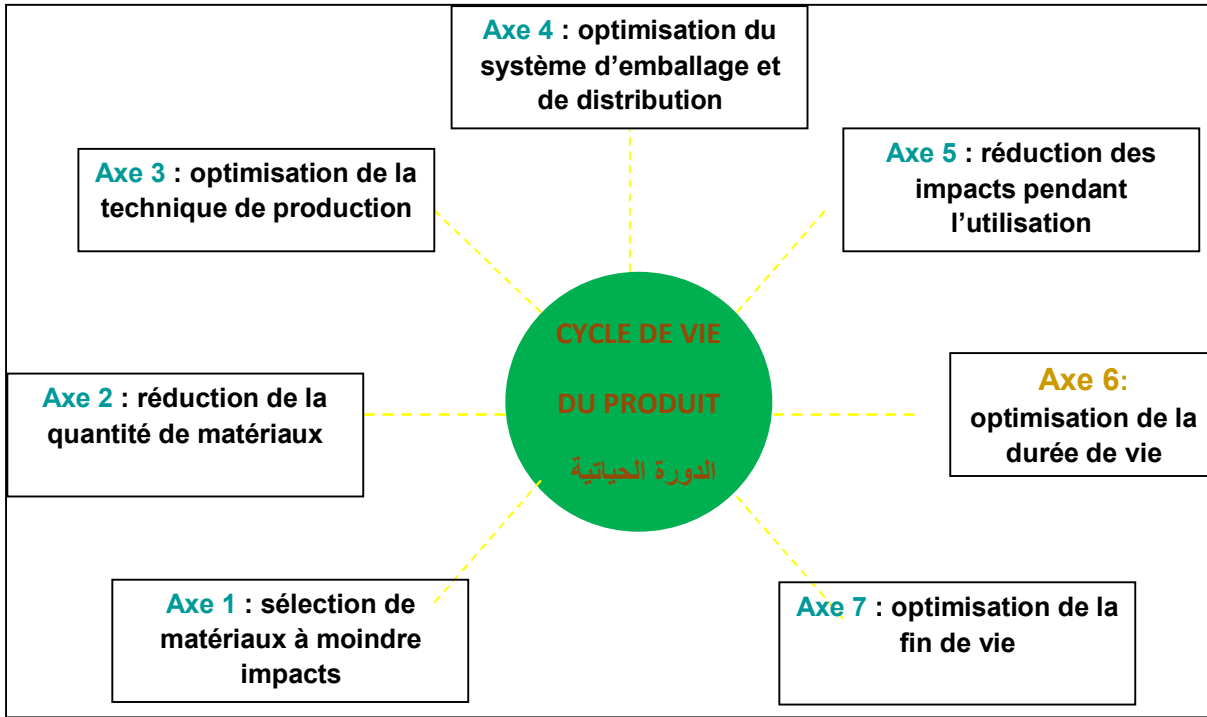 Axe 4 : optimisation du
système d’emballage et
de distribution
Axe 3 : optimisation de la
technique de production
Axe 5 : réduction des
impacts pendant
l’utilisation
CYCLE DE VIE
DU PRODUIT
الدورة الحياتية
Axe 2 : réduction de la
quantité de matériaux
Axe 6:
optimisation de la
durée de vie
Axe 1 : sélection de
matériaux à moindre
impacts
Axe 7 : optimisation de la
fin de vie